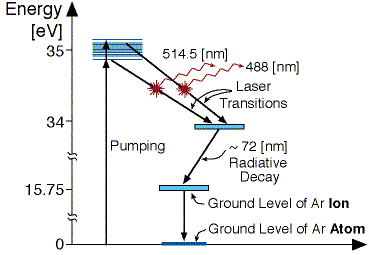 Energy
[eV]
514.5 [nm]
488 [nm]
35
Laser
Transitions
34
Pumping
~ 72 [nm]
Radiative
Decay
15.75
Ground Level of Ar Ion
Ground Level of Ar Atom
0